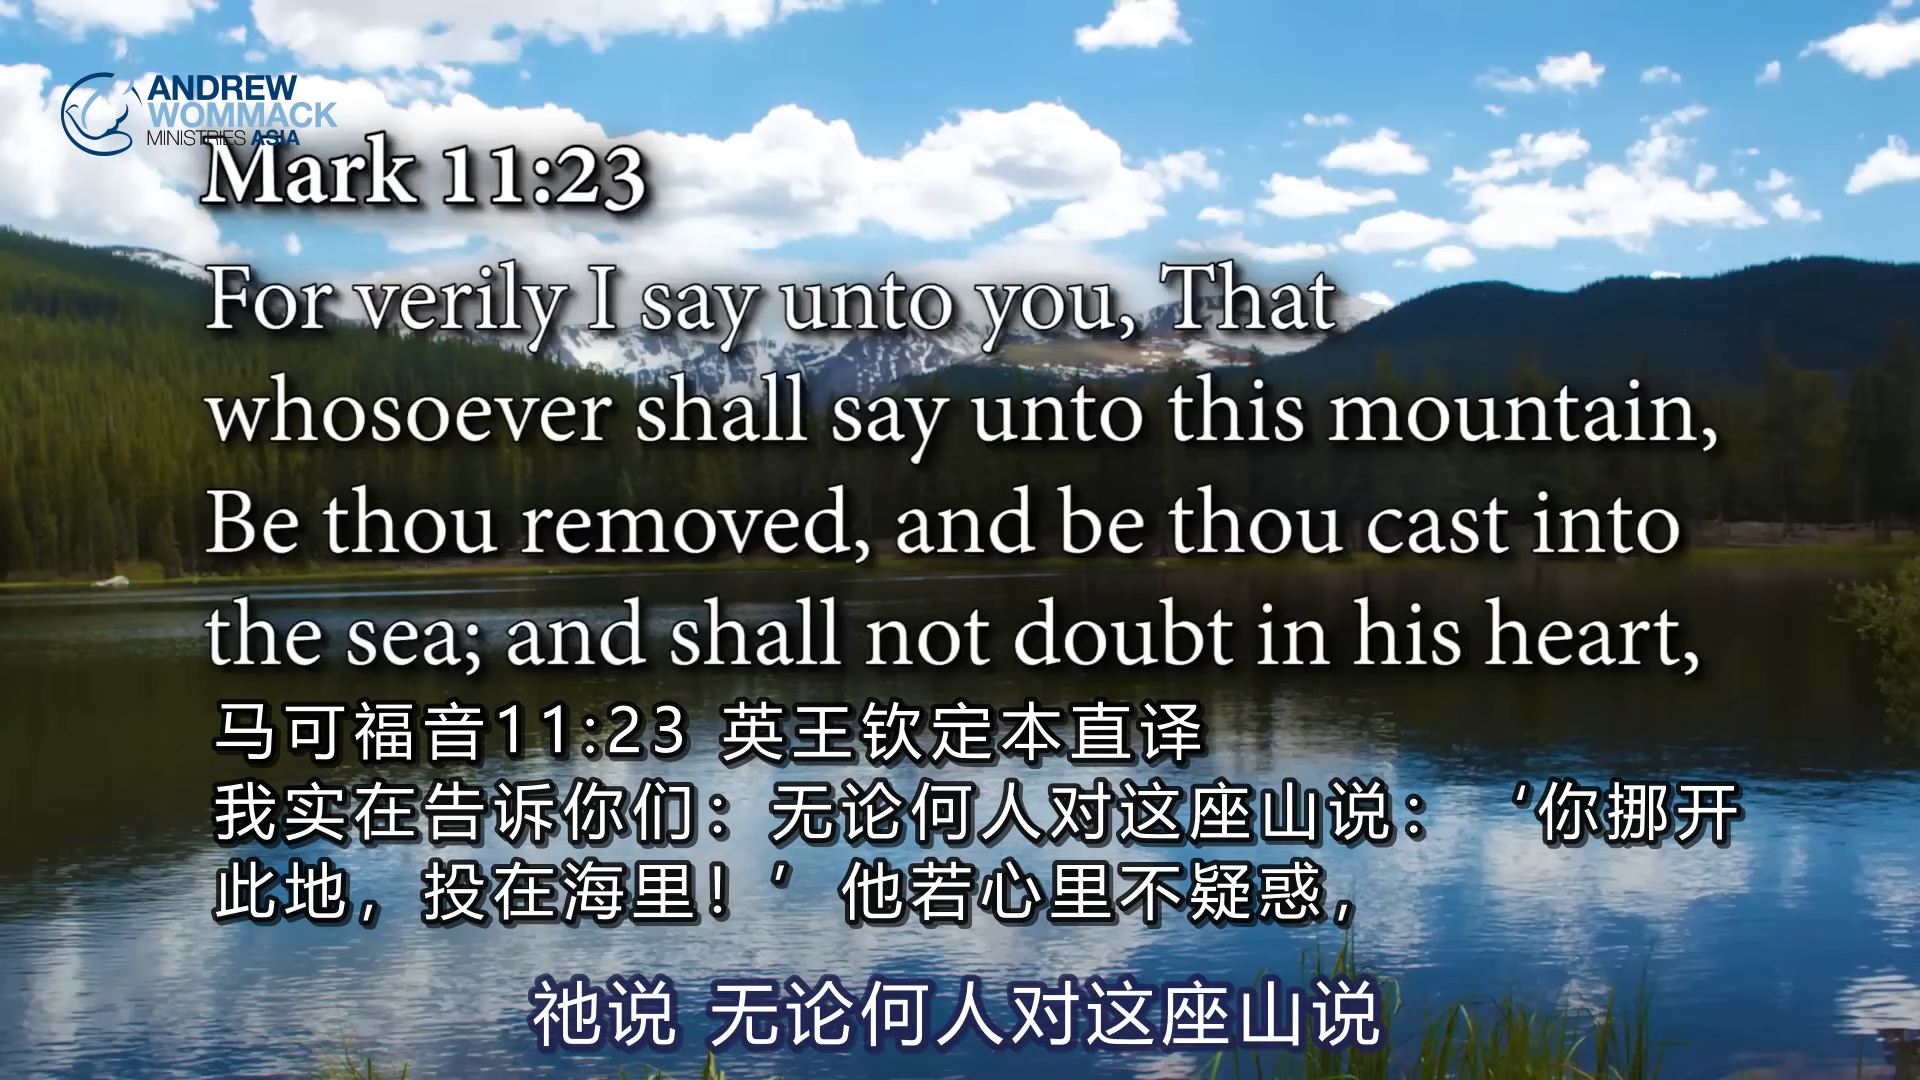 ANDREW
WOMMACK
MINISTRIES ASIA
Mark 11:23
For verily I say unto you, That
whosoever shall say unto this mountain,
Be thou removed, and be thou cast into
the sea; and shall not doubt in his heart,
马可福音11:23 英王钦定本直译
我实在告诉你们：无论何人对这座山说：‘你挪开
此地，投在海里！’他若心里不疑惑，
祂说 无论何人对这座山说